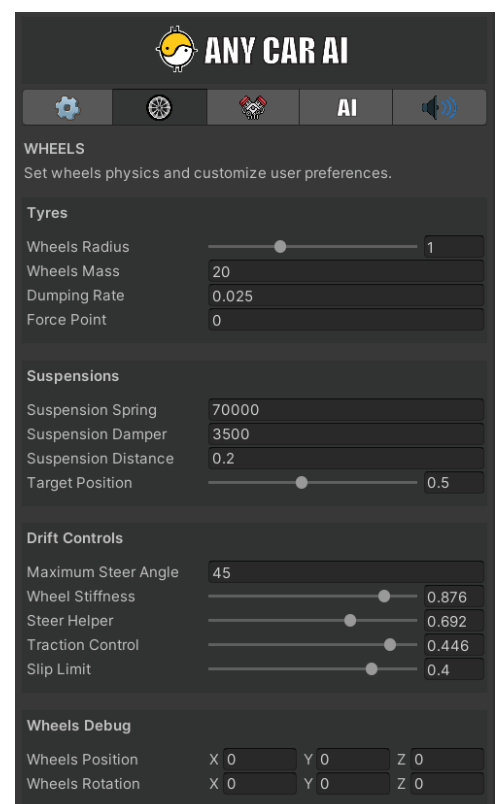 ANY CAR AI
AI
WHEELS
Set wheels physics and customize user preferences.
Tyres
Wheels Radius 1
Wheels Mass 20
Dumping Rate 0.025
Force Point 0
Suspensions
Suspension Spring 70000
Suspension Damper 3500
Suspension Distance 0.2
Target Position 0.5
Drift Controls
Maximum Steer Angle 45
Wheel Stiffness 0.876
Steer Helper 0.692
Traction Control 0.446
Slip Limit 0.4
Wheels Debug
Wheels Position X 0 Y 0 Z 0
Wheels Rotation X 0 Y 0 Z 0